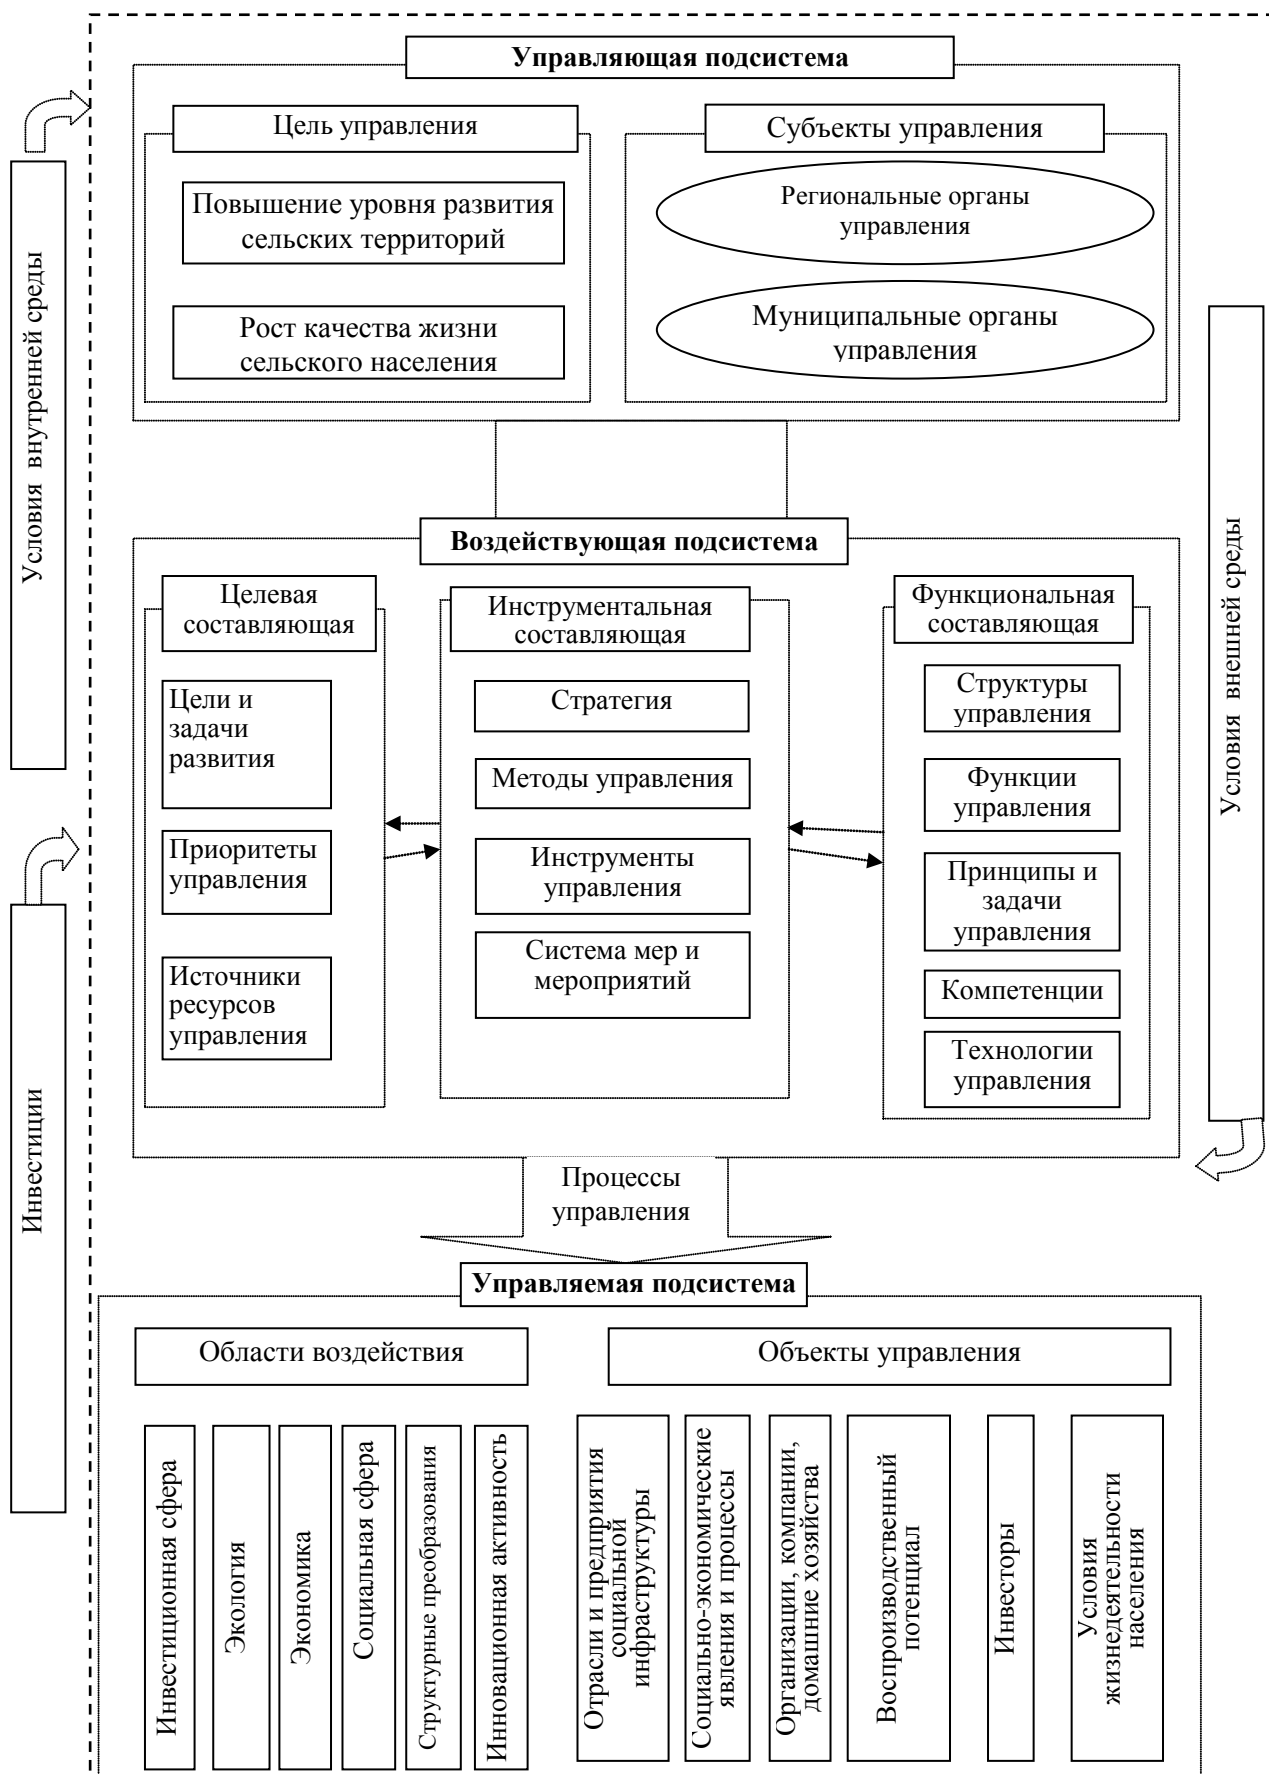 Управляющая подсистема
Цель управления
Повышение уровня развития
сельских территорий
Рост качества жизни
сельского населения
Субъекты управления
Региональные органы
управления
Муниципальные органы
управления
Условия внутренней среды
Инвестиции
Условия внешней среды
Воздействующая подсистема
Целевая
составляющая
Цели и
задачи
развития
Приоритеты
управления
Источники
ресурсов
управления
Инструментальная
составляющая
Стратегия
Методы управления
Инструменты
управления
Система мер и
мероприятий
Функциональная
составляющая
Структуры
управления
Функции
управления
Принципы и
задачи
управления
Компетенции
Технологии
управления
Процессы
управления
Управляемая подсистема
Области воздействия
Инвестиционная сфера
Экология
Экономика
Социальная сфера
Структурные преобразования
Инновационная активность
Объекты управления
Отрасли и предприятия
социальной
инфраструктуры
Социально-экономические
явления и процессы
Организации, компании,
домашние хозяйства
Воспроизводственный
потенциал
Инвесторы
Условия
жизнедеятельности
населения